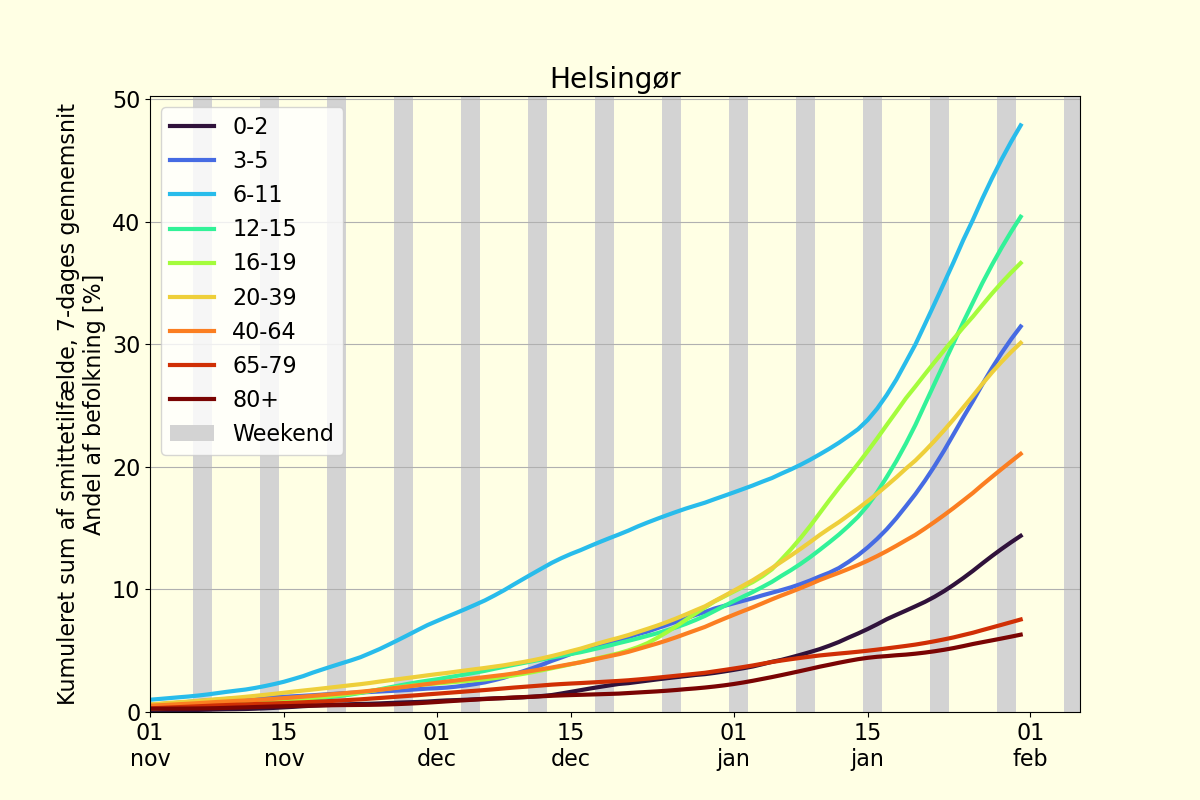 Helsingør
Kumuleret sum af smittetilfælde, 7-dages gennemsnit
Andel af befolkning [%]
50
40
30
20
10
0
0-2
3-5
6-11
12-15
16-19
20-39
40-64
65-79
80+
Weekend
01 15 01 15 01 15 01
nov nov dec dec jan jan feb